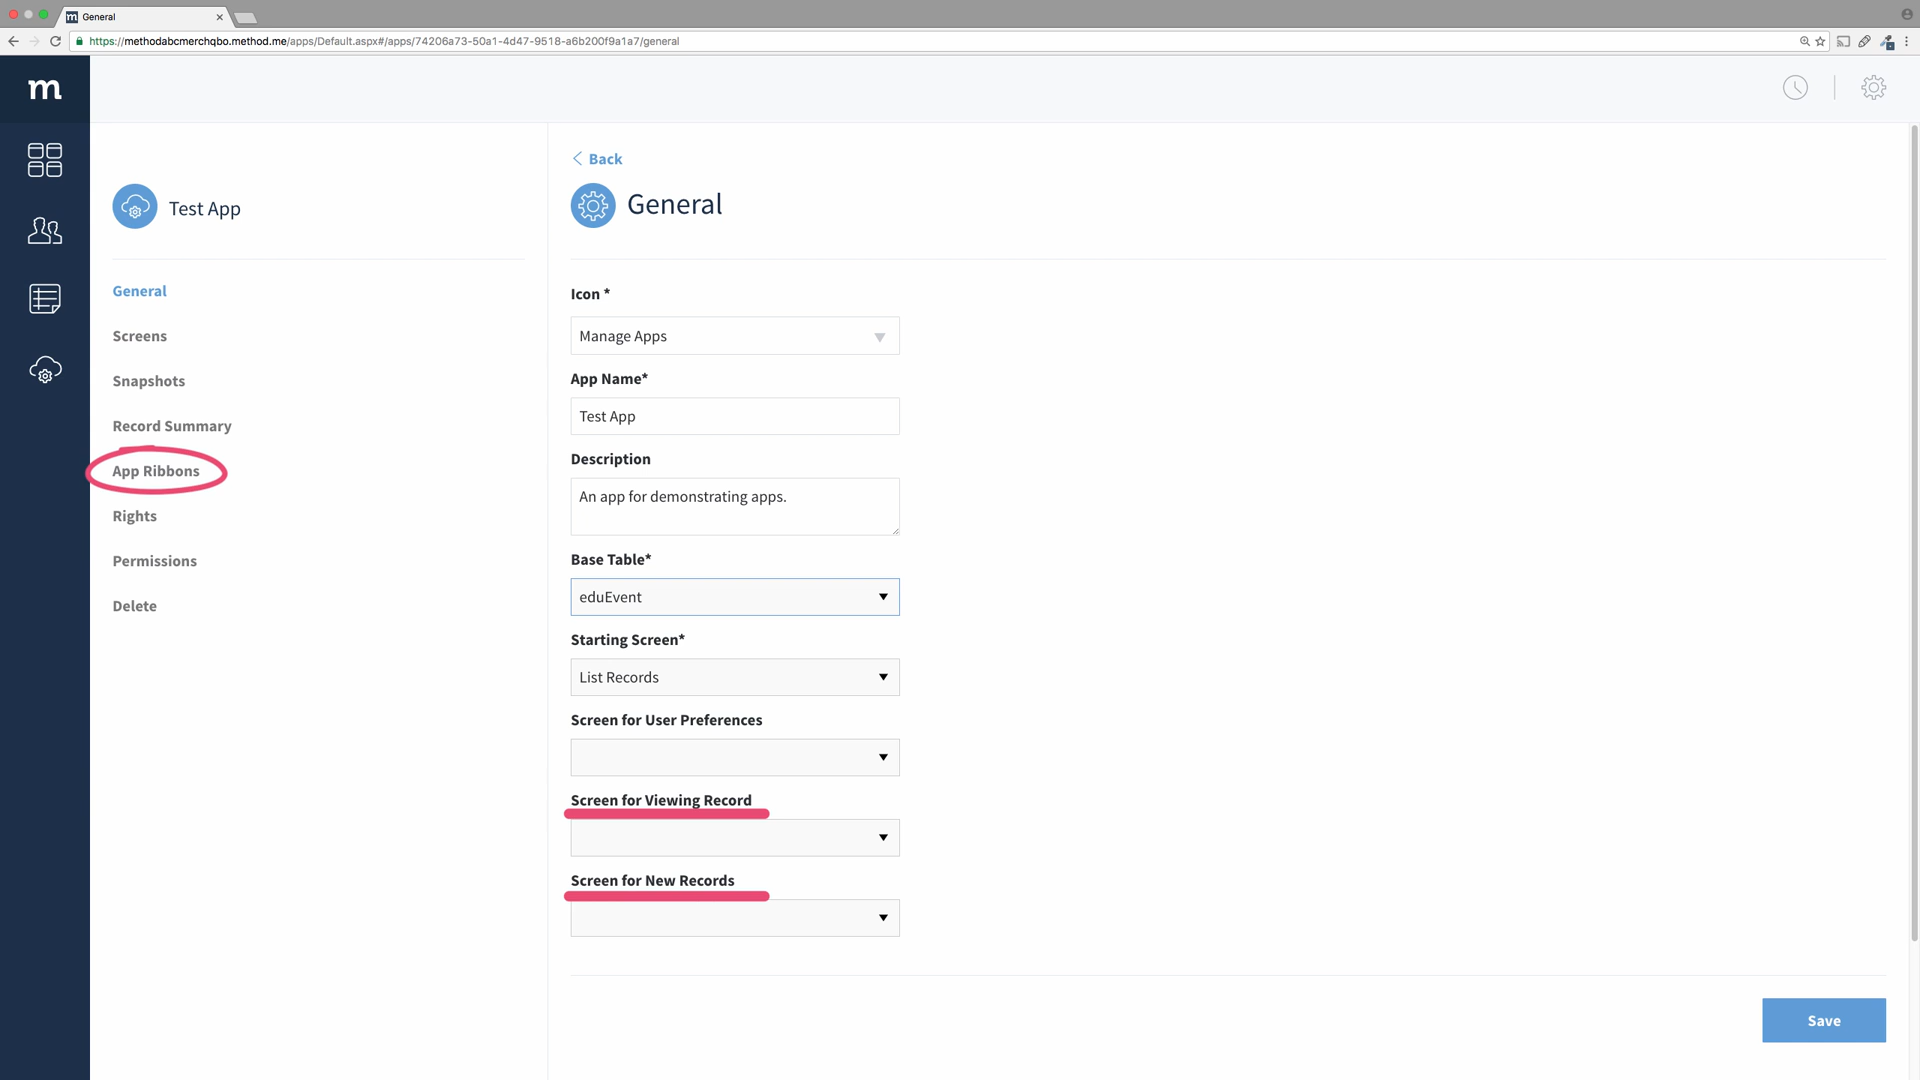 General
https://methodabcmerchqbo.method.me/apps/Default.aspx#/apps/74206a73-50a1-4d47-9518-a6b200f9a1a7/general
m
Test App
General
Screens
Snapshots
Record Summary
App Ribbons
Rights
Permissions
Delete
Back
General
Icon *
Manage Apps
App Name*
Test App
Description
An app for demonstrating apps.
Base Table*
eduEvent
Starting Screen*
List Records
Screen for User Preferences
Screen for Viewing Record
Screen for New Records
Save